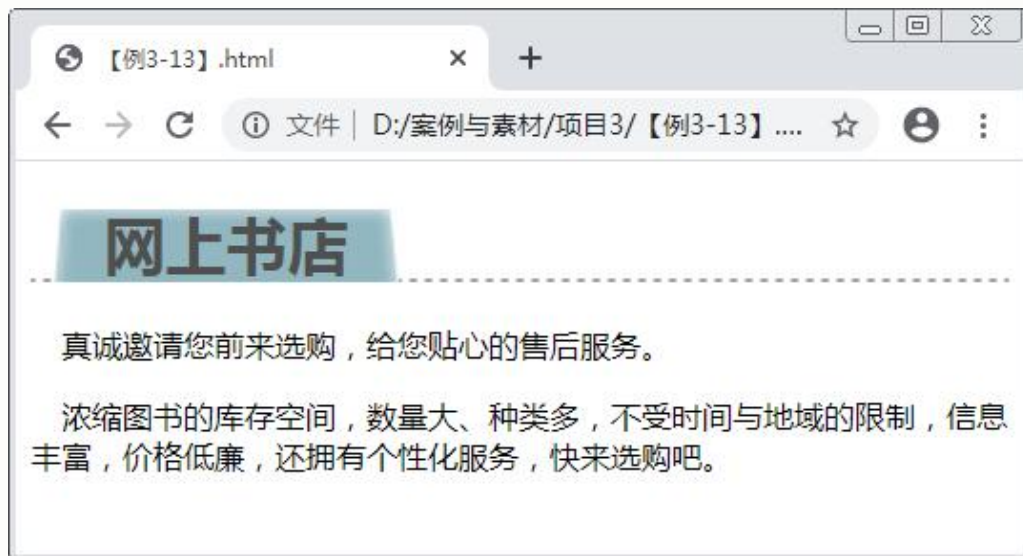 【例3-13】.html
文件 | D:/案例与素材/项目3/【例3-13】....
网上书店
真诚邀请您前来选购，给您贴心的售后服务。
浓缩图书的库存空间，数量大、种类多，不受时间与地域的限制，信息
丰富，价格低廉，还拥有个性化服务，快来选购吧。